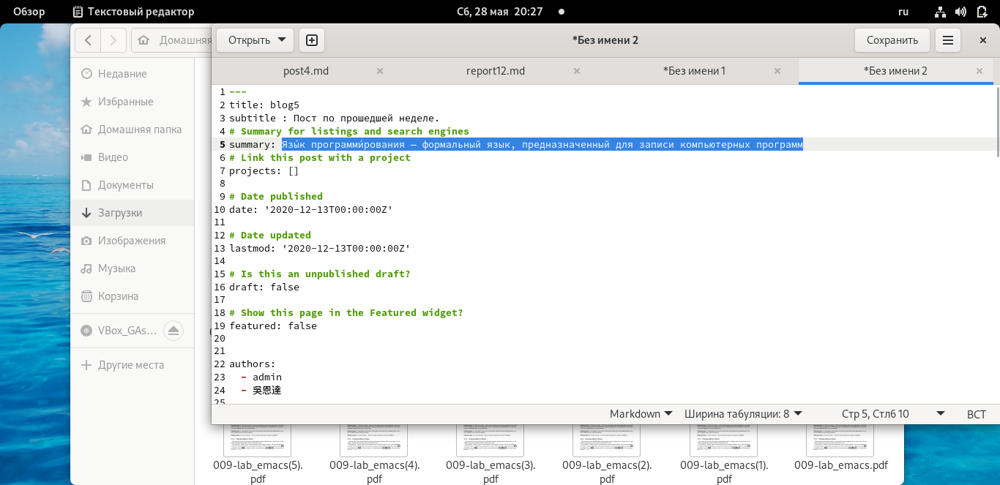 Обзор
Текстовый редактор
Сб, 28 мая 20:27
ru
Домашняя
Открыть
*Без имени 2
Сохранить
post4.md
report12.md
*Без имени 1
*Без имени 2
Недавние
Избранные
Домашняя папка
Видео
Документы
Загрузки
Изображения
Музыка
Корзина
VBox_GAs…
Другие места
1 ---
2 title: blog5
3 subtitle : Пост по прошедшей неделе.
4 # Summary for listings and search engines
5 summary: Язы́к программи́рования — формальный язык, предназначенный для записи компьютерных программ
6 # Link this post with a project
7 projects: []
8
9 # Date published
10 date: '2020-12-13T00:00:00Z'
11
12 # Date updated
13 lastmod: '2020-12-13T00:00:00Z'
14
15 # Is this an unpublished draft?
16 draft: false
17
18 # Show this page in the Featured widget?
19 featured: false
20
21
22 authors:
23 - admin
24 - 吳恩達
25
Markdown
Ширина табуляции: 8
Стр 5, Стлб 10
ВСТ
009-lab_emacs(5).
pdf
009-lab_emacs(4).
pdf
009-lab_emacs(3).
pdf
009-lab_emacs(2).
pdf
009-lab_emacs(1).
pdf
009-lab_emacs.pdf